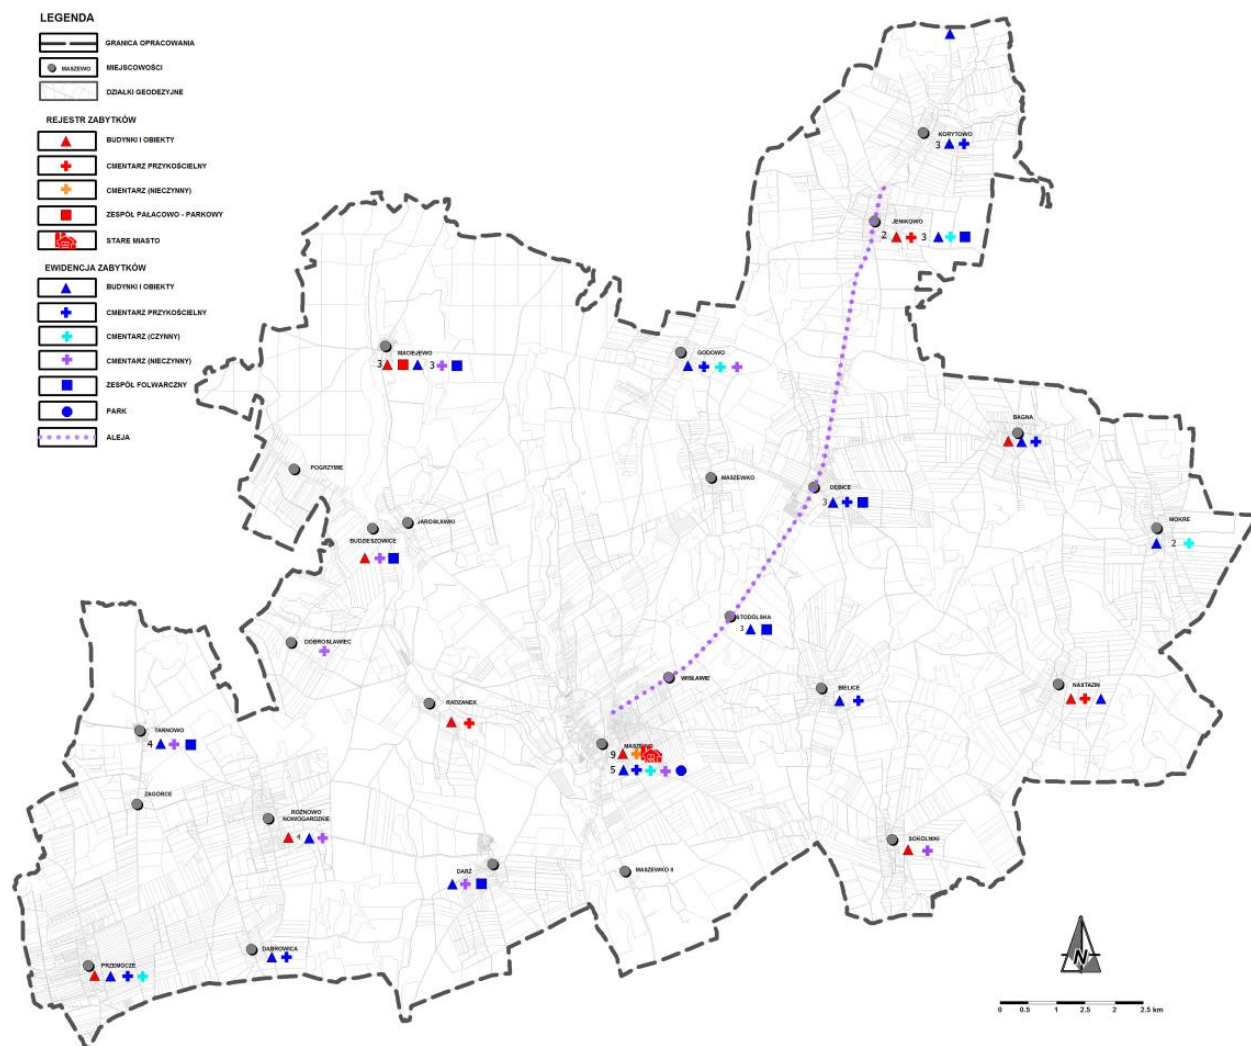 LEGENDA
GRANICA OPRACOWANIA
MASZEWO MIEJSCOWOŚCI
DZIAŁKI GEODEZYJNE
REJESTR ZABYTKÓW
BUDYNKI I OBIEKTY
CMENTARZ PRZYKOŚCIELNY
CMENTARZ (NIECZYNNY)
ZESPÓŁ PAŁACOWO - PARKOWY
STARE MIASTO
EWIDENCJA ZABYTKÓW
BUDYNKI I OBIEKTY
CMENTARZ PRZYKOŚCIELNY
CMENTARZ (CZYNNY)
CMENTARZ (NIECZYNNY)
ZESPÓŁ FOLWARCZNY
PARK
ALEJA
KORYTOWO
3
JENIKOWO
2 3
MACIEJEWO
3 3
GODOWO
BAGNA
POGRZYMIE
MASZEWKO
DĘBICE
3
JAROSŁAWKI
BUDZIESZOWICE
MOKRE
2
STODÓLSKA
3
DOBROSŁAWIEC
WISŁAWIE
BIELICE
NASTAZIN
RADZANEK
TARNOWO
4
MASZEWO
9
5
ZAGÓRCE
ROŻNOWO
NOWOGARDZKIE
4
SOKOLNIKI
DARŻ
MASZEWKO II
DĄBROWICA
PRZEMOCZE
N
0 0.5 1 1.5 2 2.5 km